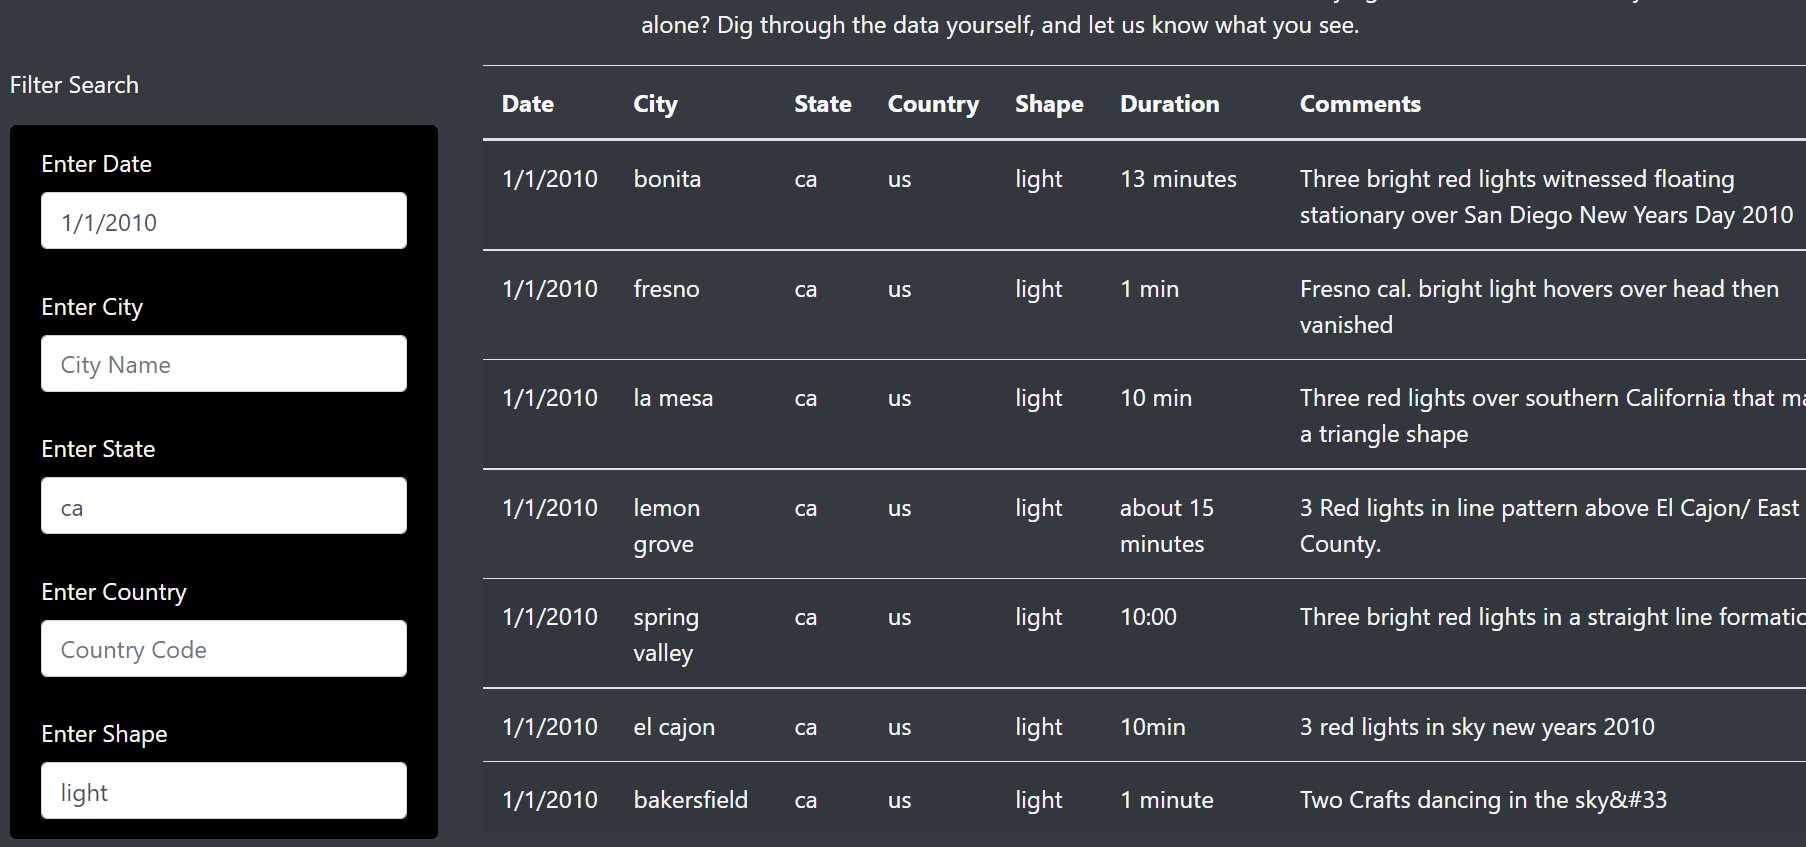 alone? Dig through the data yourself, and let us know what you see.
Filter Search
Enter Date
1/1/2010
Enter City
City Name
Enter State
ca
Enter Country
Country Code
Enter Shape
light
Date City State Country Shape Duration Comments
1/1/2010 bonita ca us light 13 minutes Three bright red lights witnessed floating
stationary over San Diego New Years Day 2010
1/1/2010 fresno ca us light 1 min Fresno cal. bright light hovers over head then
vanished
1/1/2010 la mesa ca us light 10 min Three red lights over southern California that
a triangle shape
1/1/2010 lemon ca us light about 15 3 Red lights in line pattern above El Cajon/ East
grove minutes County.
1/1/2010 spring ca us light 10:00 Three bright red lights in a straight line
valley
1/1/2010 el cajon ca us light 10min 3 red lights in sky new years 2010
1/1/2010 bakersfield ca us light 1 minute Two Crafts dancing in the sky&#33